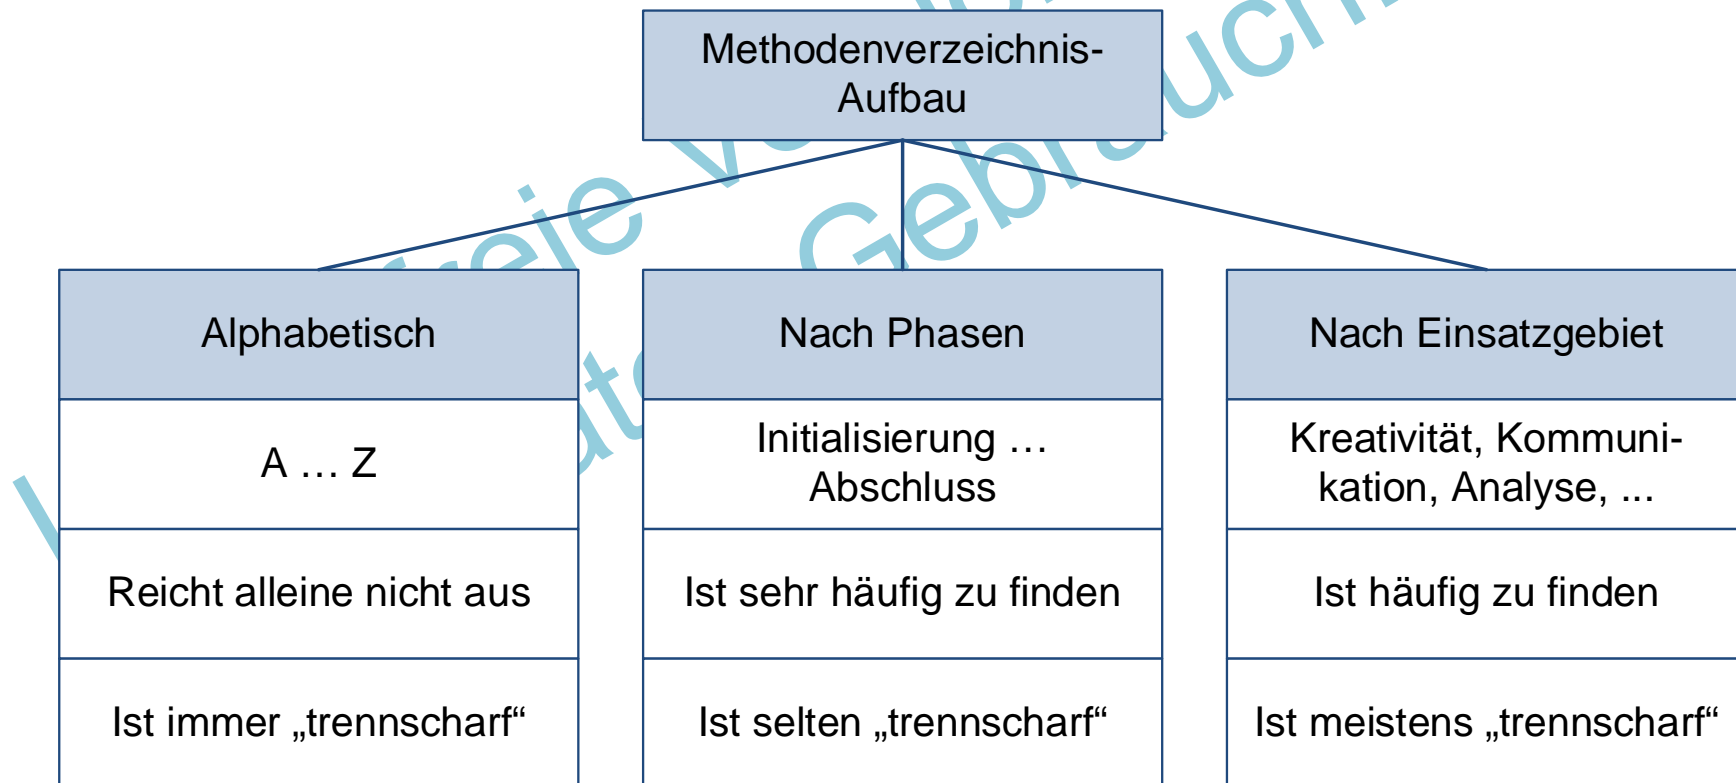 Methodenverzeichnis-
Aufbau
Alphabetisch
A … Z
Reicht alleine nicht aus
Ist immer „trennscharf“
Nach Phasen
Initialisierung …
Abschluss
Ist sehr häufig zu finden
Ist selten „trennscharf“
Nach Einsatzgebiet
Kreativität, Kommuni-
kation, Analyse, ...
Ist häufig zu finden
Ist meistens „trennscharf“